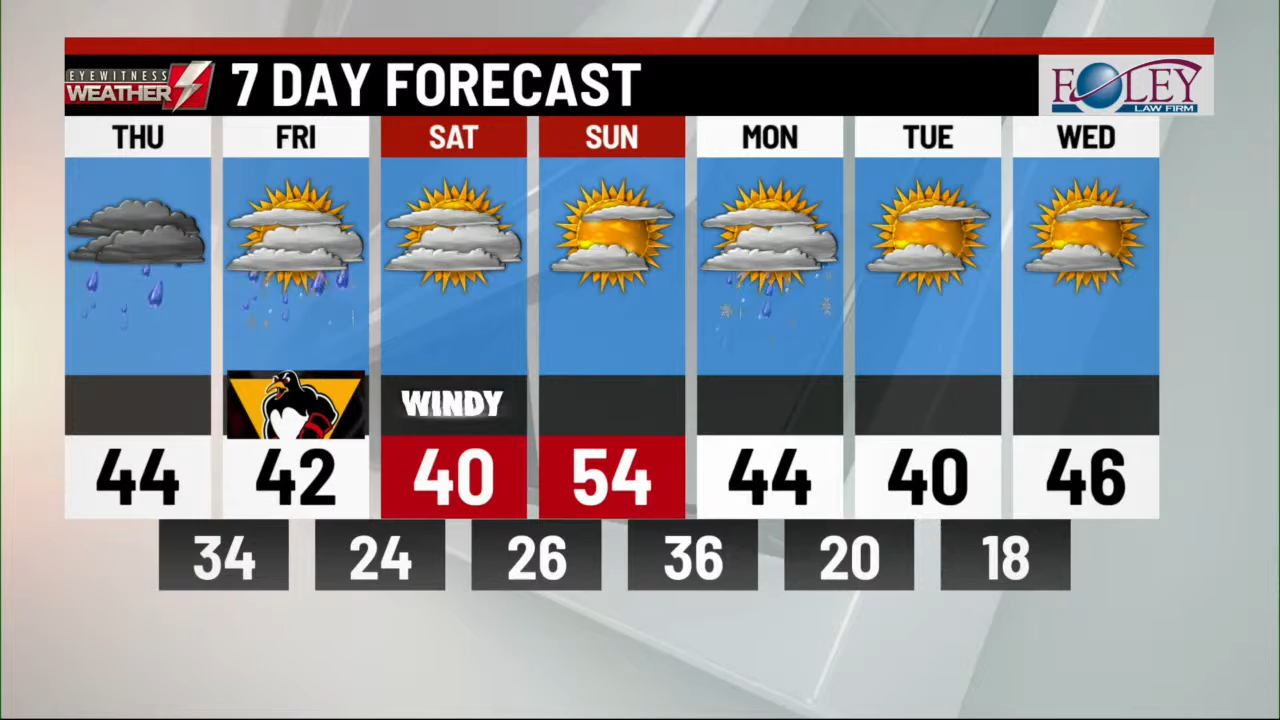 EYEWITNESS
WEATHER
7 DAY FORECAST
FOLEY
LAW FIRM
THU FRI SAT SUN MON TUE WED
WINDY
44 42 40 54 44 40 46
34 24 26 36 20 18